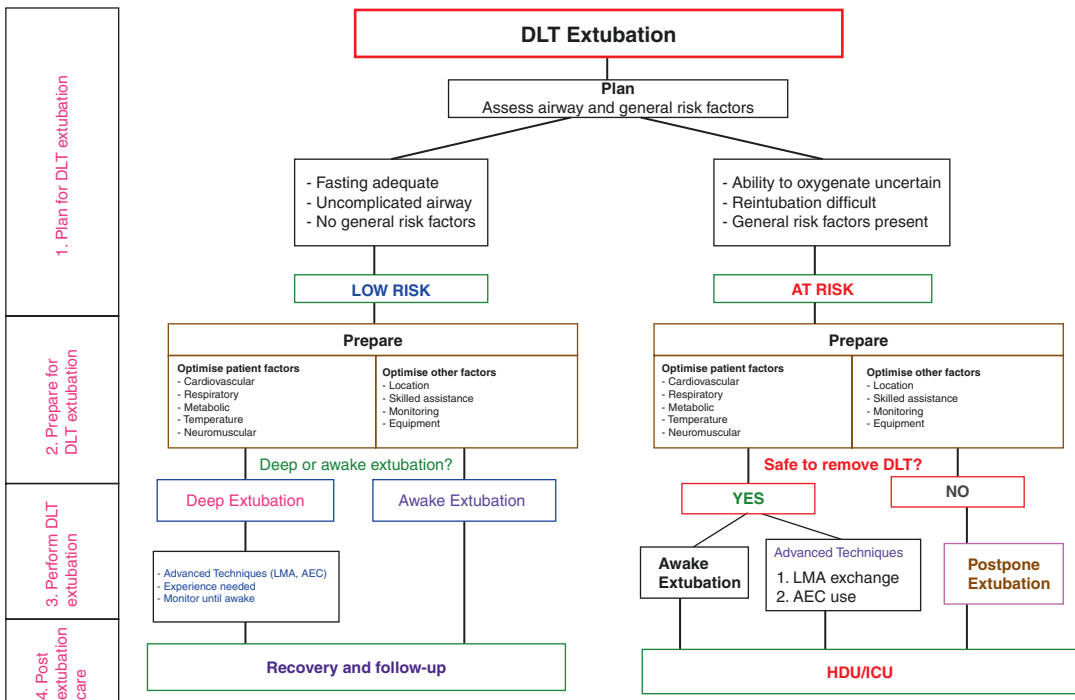 DLT Extubation
Plan
Assess airway and general risk factors
1. Plan for DLT extubation
- Fasting adequate
- Uncomplicated airway
- No general risk factors
- Ability to oxygenate uncertain
- Reintubation difficult
- General risk factors present
LOW RISK
AT RISK
2. Prepare for
DLT extubation
Prepare
Optimise patient factors
- Cardiovascular
- Respiratory
- Metabolic
- Temperature
- Neuromuscular
Optimise other factors
- Location
- Skilled assistance
- Monitoring
- Equipment
Prepare
Optimise patient factors
- Cardiovascular
- Respiratory
- Metabolic
- Temperature
- Neuromuscular
Optimise other factors
- Location
- Skilled assistance
- Monitoring
- Equipment
Deep or awake extubation?
Safe to remove DLT?
3. Perform DLT
extubation
Deep Extubation
Awake Extubation
YES
NO
- Advanced Techniques (LMA, AEC)
- Experience needed
- Monitor until awake
Awake
Extubation
Advanced Techniques
1. LMA exchange
2. AEC use
Postpone
Extubation
4. Post
extubation
care
Recovery and follow-up
HDU/ICU